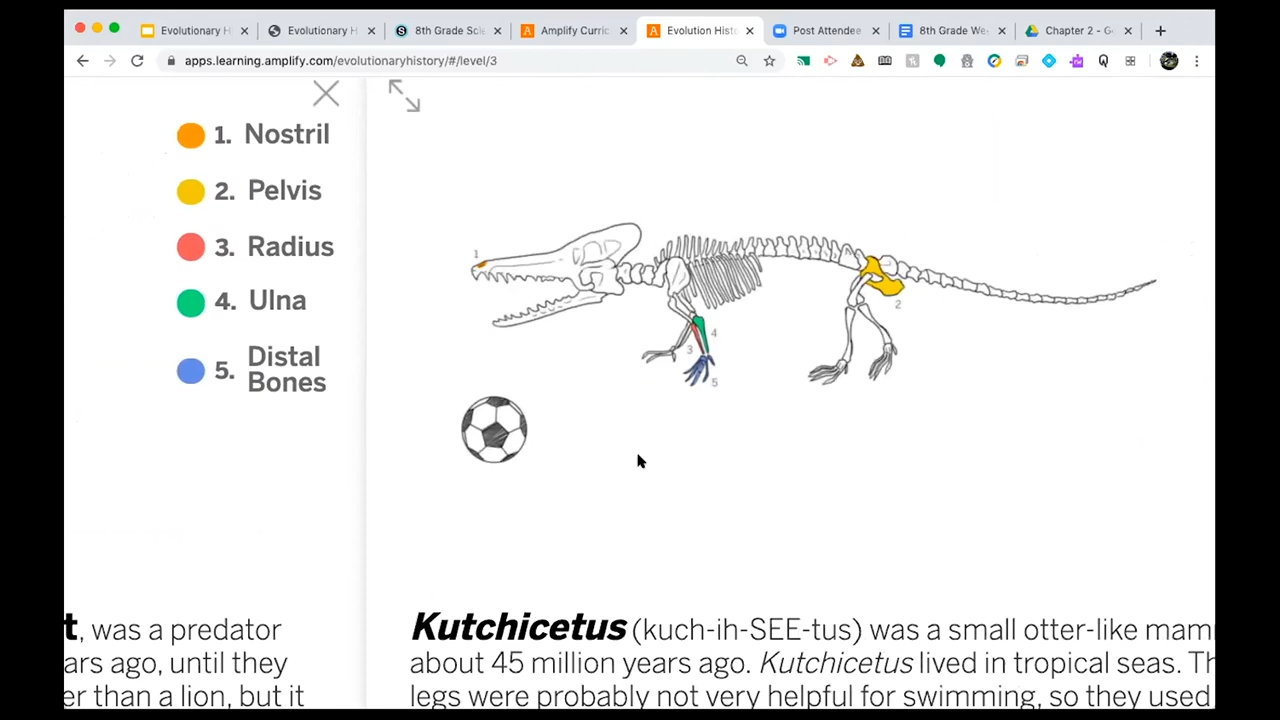 Evolutionary H
Evolutionary H
8th Grade Sci
Amplify Curric
Evolution Histo
Post Attendee
8th Grade We
Chapter 2 - G
apps.learning.amplify.com/evolutionaryhistory/#/level/3
1. Nostril
2. Pelvis
3. Radius
4. Ulna
5. Distal
Bones
1
2
4
3
5
t, was a predator
ars ago, until they
er than a lion, but it
Kutchicetus (kuch-ih-SEE-tus) was a small otter-like mam
about 45 million years ago. Kutchicetus lived in tropical seas. Th
legs were probably not very helpful for swimming, so they used